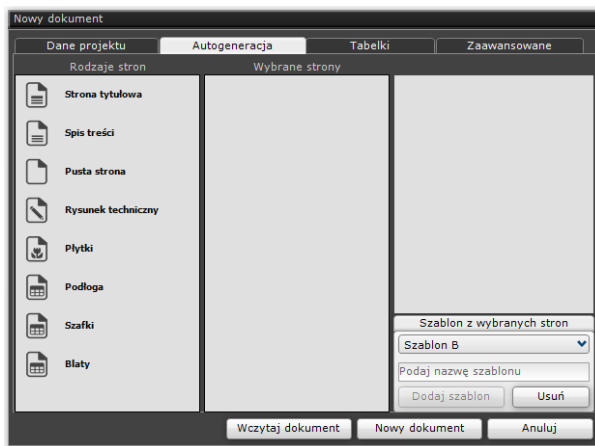 Nowy dokument
Dane projektu Autogeneracja Tabelki Zaawansowane
Rodzaje stron Wybrane strony
Strona tytułowa
Spis treści
Pusta strona
Rysunek techniczny
Płytki
Podłoga
Szafki
Blaty
Szablon z wybranych stron
Szablon B
Podaj nazwę szablonu
Dodaj szablon Usuń
Wczytaj dokument Nowy dokument Anuluj